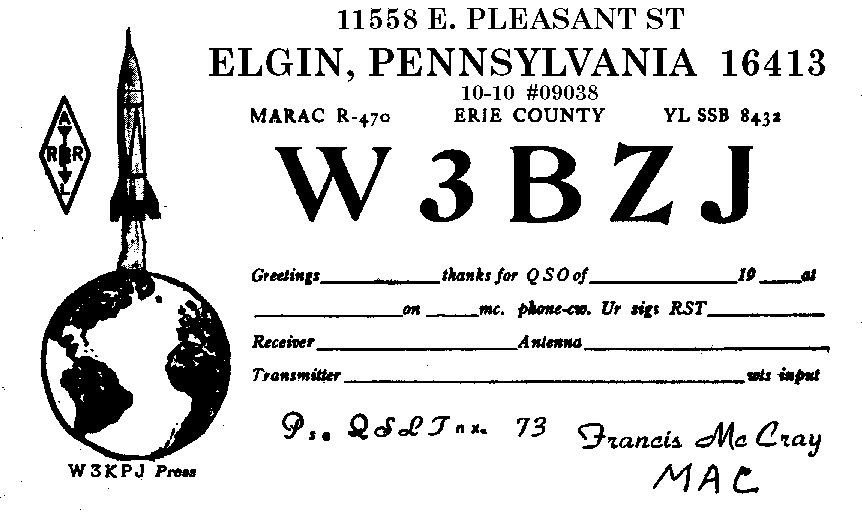 11558 E. PLEASANT ST
ELGIN, PENNSYLVANIA 16413
10-10 #09038
MARAC R-470 ERIE COUNTY YL SSB 8432
A
R R
L
W3BZJ
Greetings thanks for QSO of 19 at
on mc. phone-cw. Ur sigs RST
Receiver Antenna
Transmitter wts input
Pse QSL Tnx. 73 Francis McCray
MAC
W3KPJ Press